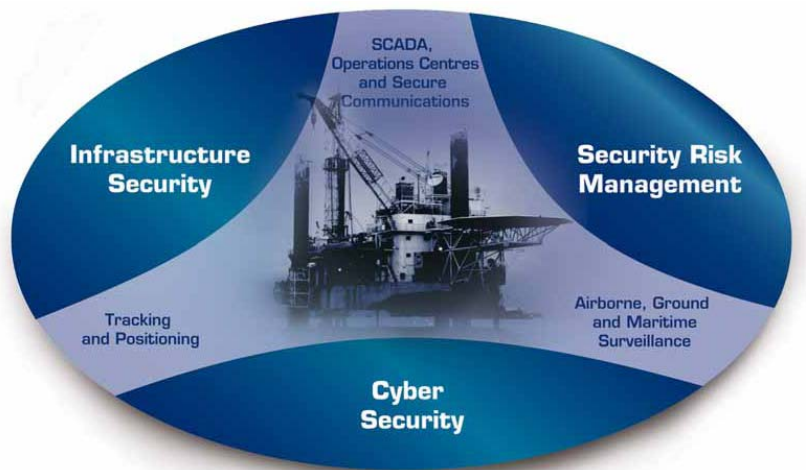 SCADA,
Operations Centres
and Secure
Communications
Infrastructure
Security
Security Risk
Management
Tracking
and Positioning
Airborne, Ground
and Maritime
Surveillance
Cyber
Security